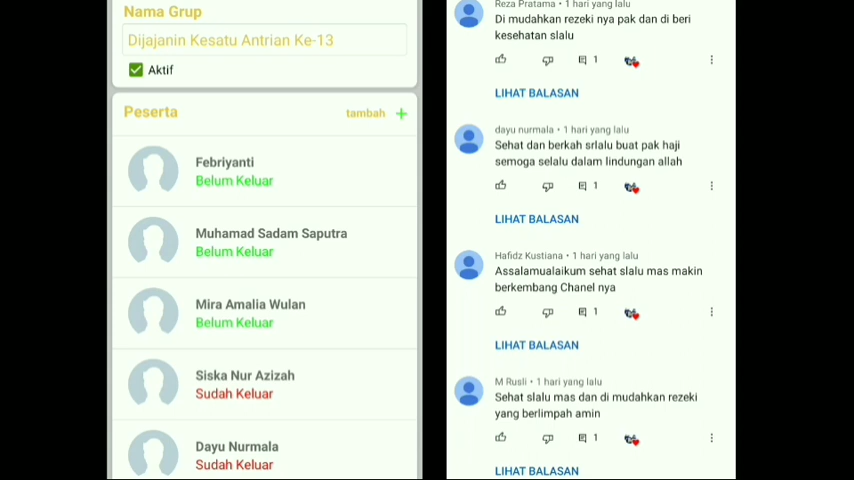 Nama Grup
Dijajanin Kesatu Antrian Ke-13
Aktif
Peserta
tambah +
Febriyanti
Belum Keluar
Muhamad Sadam Saputra
Belum Keluar
Mira Amalia Wulan
Belum Keluar
Siska Nur Azizah
Sudah Keluar
Dayu Nurmala
Sudah Keluar
Reza Pratama • 1 hari yang lalu
Di mudahkan rezeki nya pak dan di beri
kesehatan slalu
1
LIHAT BALASAN
dayu nurmala • 1 hari yang lalu
Sehat dan berkah srlalu buat pak haji
semoga selalu dalam lindungan allah
1
LIHAT BALASAN
Hafidz Kustiana • 1 hari yang lalu
Assalamualaikum sehat slalu mas makin
berkembang Chanel nya
1
LIHAT BALASAN
M Rusli • 1 hari yang lalu
Sehat slalu mas dan di mudahkan rezeki
yang berlimpah amin
1
LIHAT BALASAN